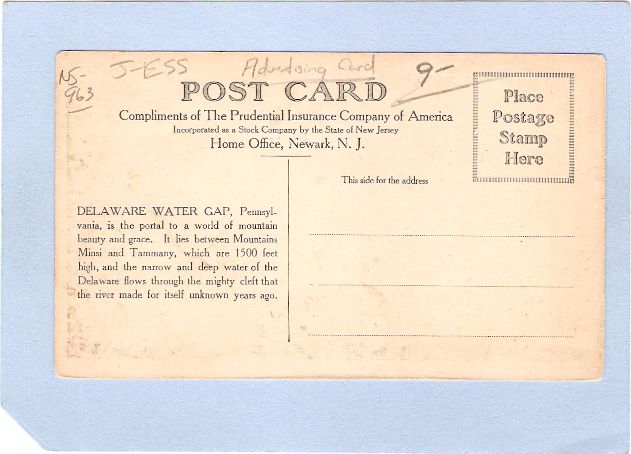 NJ-
963
J-ESS
Advertising Card
9-
POST CARD
Compliments of The Prudential Insurance Company of America
Incorporated as a Stock Company by the State of New Jersey
Home Office, Newark, N. J.
Place
Postage
Stamp
Here
This side for the address
DELAWARE WATER GAP, Pennsyl-
vania, is the portal to a world of mountain
beauty and grace. It lies between Mountains
Minsi and Tammany, which are 1500 feet
high, and the narrow and deep water of the
Delaware flows through the mighty cleft that
the river made for itself unknown years ago.